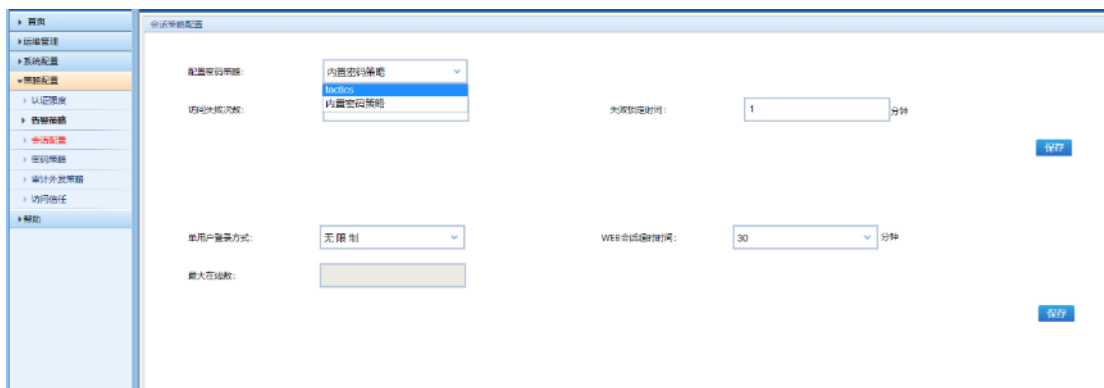 首页
运维管理
系统配置
策略配置
认证限度
告警策略
会话配置
密码策略
审计外发策略
访问信任
帮助
会话策略配置
配置密码策略：
内置密码策略
tactics
内置密码策略
访问失败次数：
失败锁定时间：
1
分钟
保存
单用户登录方式：
无限制
WEB会话超时时间：
30
分钟
最大在线数：
保存